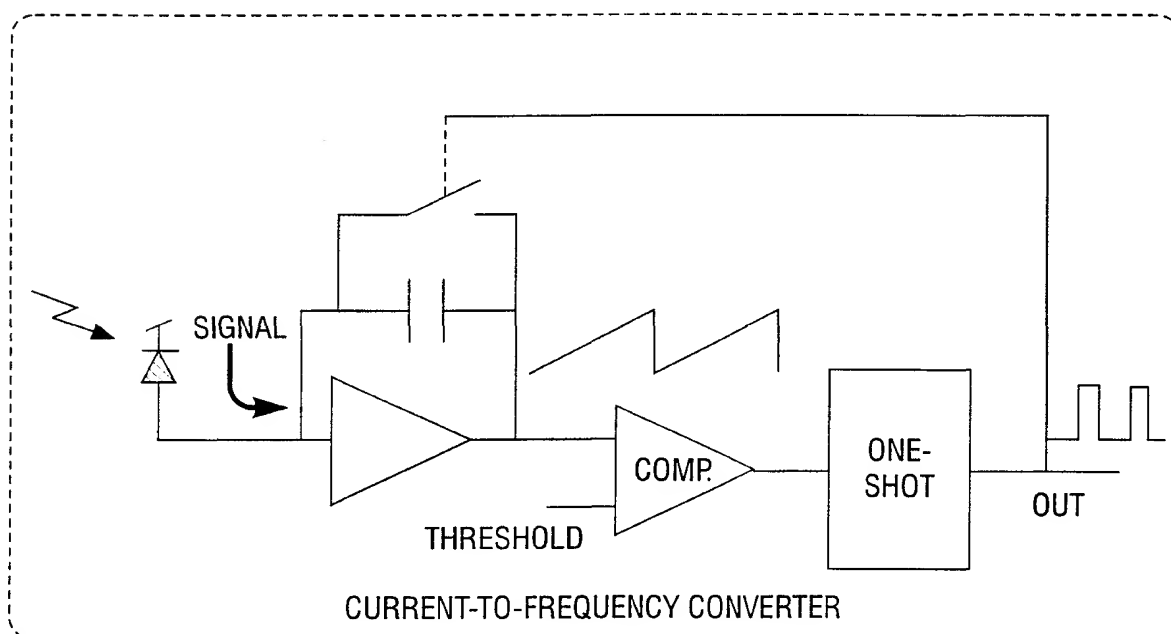 SIGNAL
COMP.
ONE-
SHOT
OUT
THRESHOLD
CURRENT-TO-FREQUENCY CONVERTER